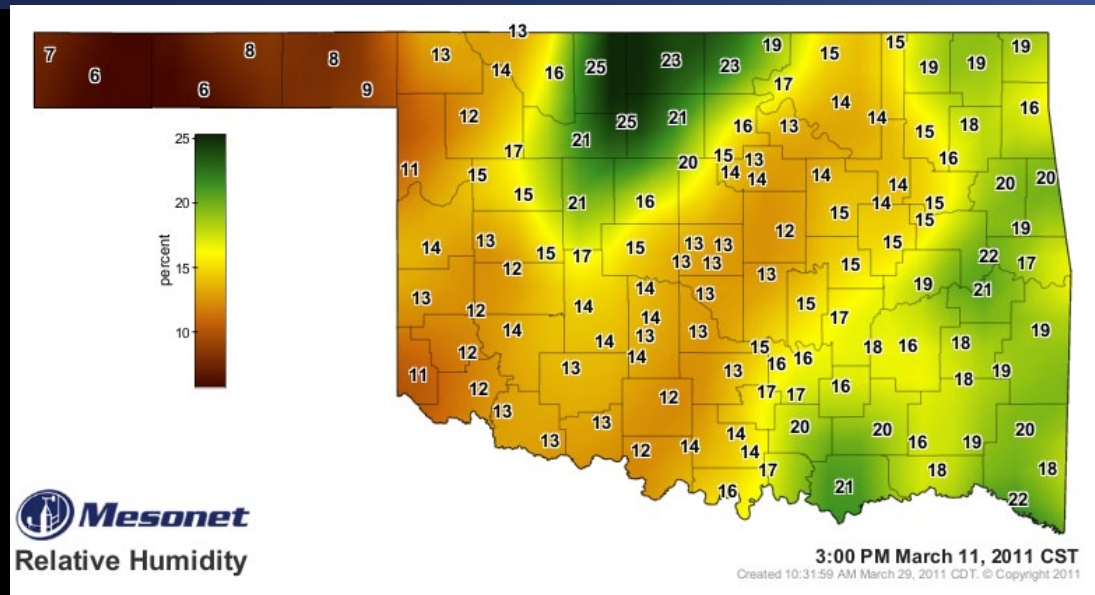 13
7 8 8 13 19 15 15 19
6 6 9 14 16 25 23 23 17 19 19
12 25 21 16 13 14 14 15 18 16
25
20
15
10
percent
11 17 21 20 15 13 14 14 14 16 20 20
15 15 21 16 15 14 14 15 15 19
14 13 12 15 17 15 13 13 13 13 12 15 15 22 17
13 12 14 14 13 13 15 17 19 21
12 14 14 14 13 14 13 15 16 16 18 16 18 19
11 12 13 13 12 13 17 17 16 18 19
13 13 12 14 14 14 20 20 16 19 20
16 17 21 18 22 18
Mesonet
Relative Humidity
3:00 PM March 11, 2011 CST
Created 10:31:59 AM March 29, 2011 CDT. © Copyright 2011